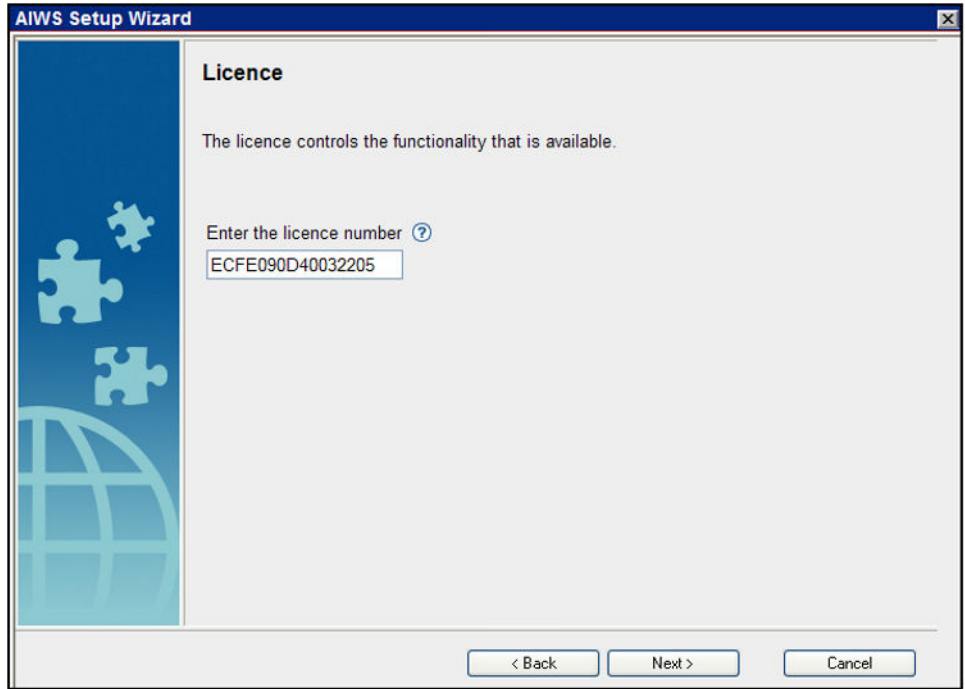 AIWS Setup Wizard
Licence
The licence controls the functionality that is available.
Enter the licence number ?
ECFE090D40032205
< Back Next > Cancel